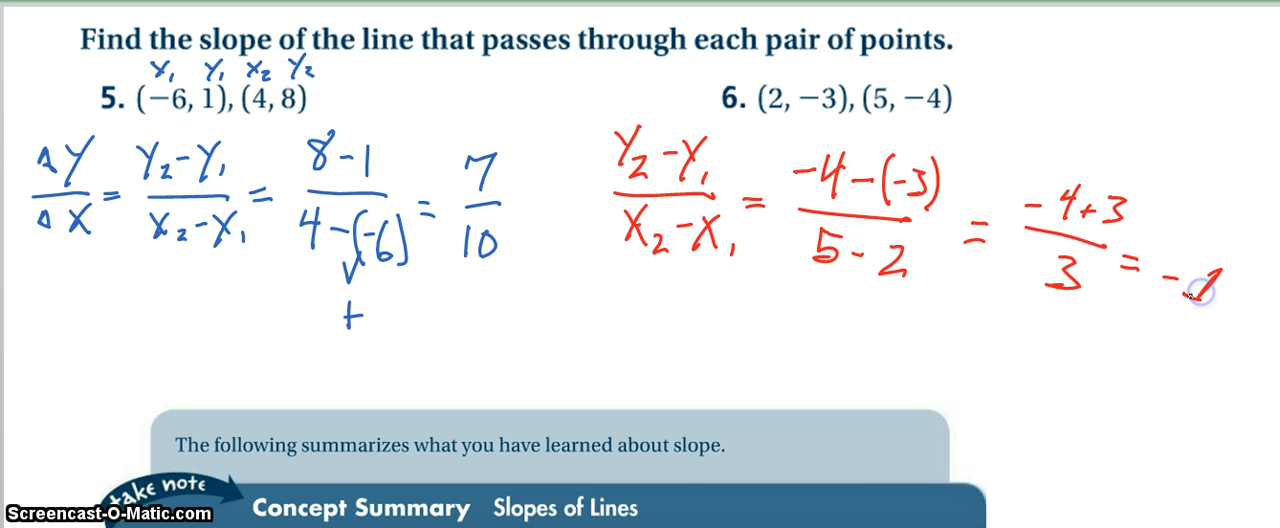 Find the slope of the line that passes through each pair of points.
x₁ y₁ x₂ y₂
5. (−6, 1), (4, 8)
6. (2, −3), (5, −4)
ΔY/ΔX = Y₂-Y₁/X₂-X₁ = 8-1/4-(-6) = 7/10
+
Y₂-Y₁/X₂-X₁ = -4-(-3)/5-2 = -4+3/3 = -1
The following summarizes what you have learned about slope.
take note
Concept Summary Slopes of Lines
Screencast-O-Matic.com